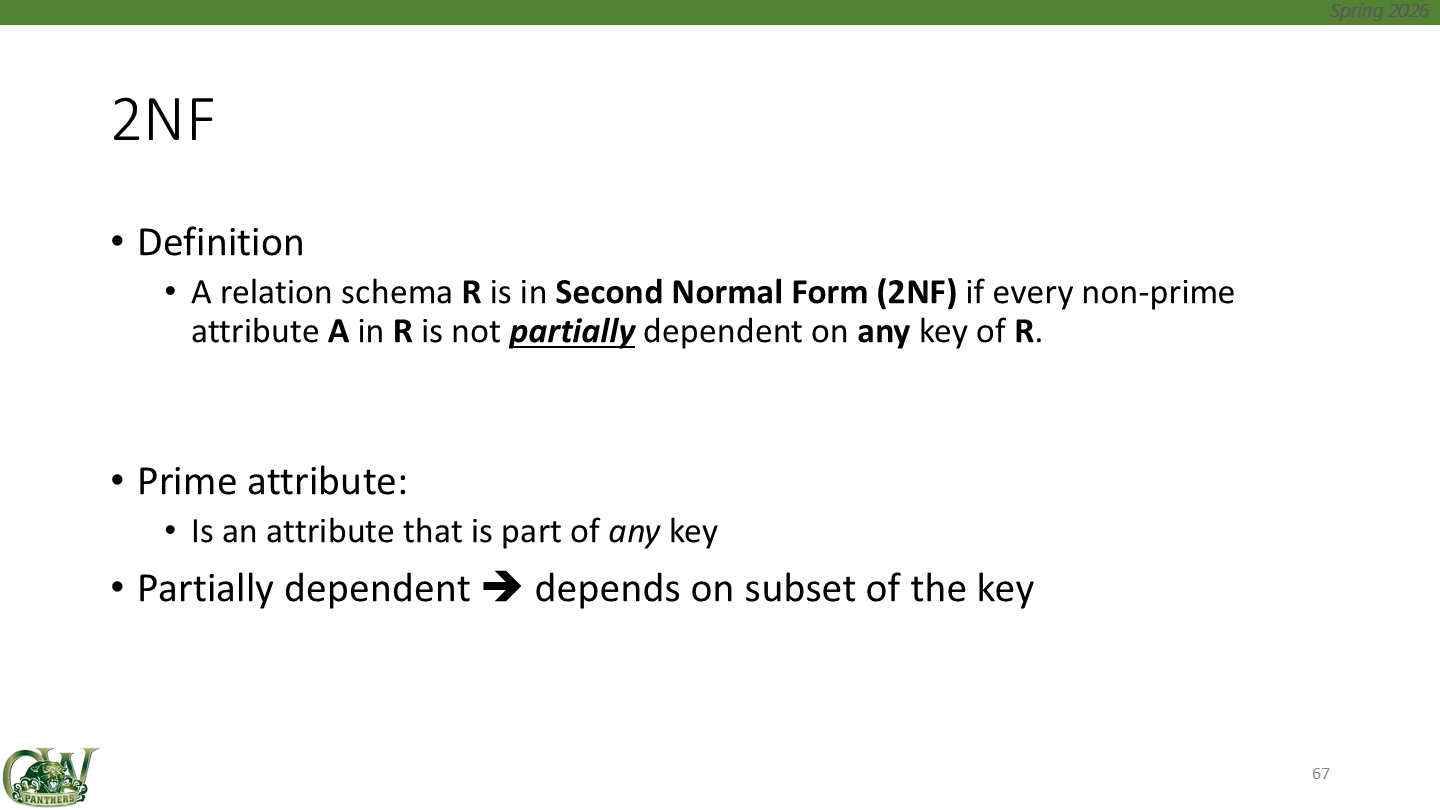 Spring 2026
2NF
• Definition
• A relation schema R is in Second Normal Form (2NF) if every non-prime
attribute A in R is not partially dependent on any key of R.
• Prime attribute:
• Is an attribute that is part of any key
• Partially dependent ➔ depends on subset of the key
OW
PANTHERS
67